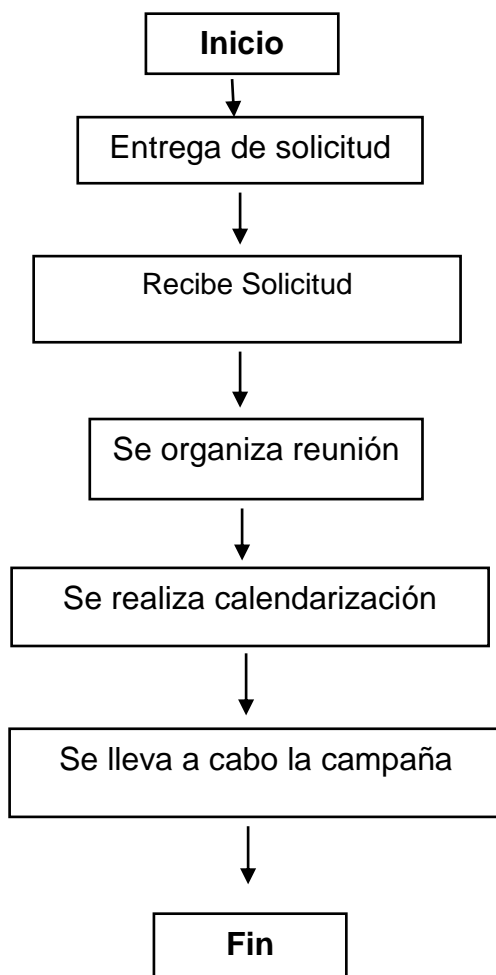 Inicio
Entrega de solicitud
Recibe Solicitud
Se organiza reunión
Se realiza calendarización
Se lleva a cabo la campaña
Fin